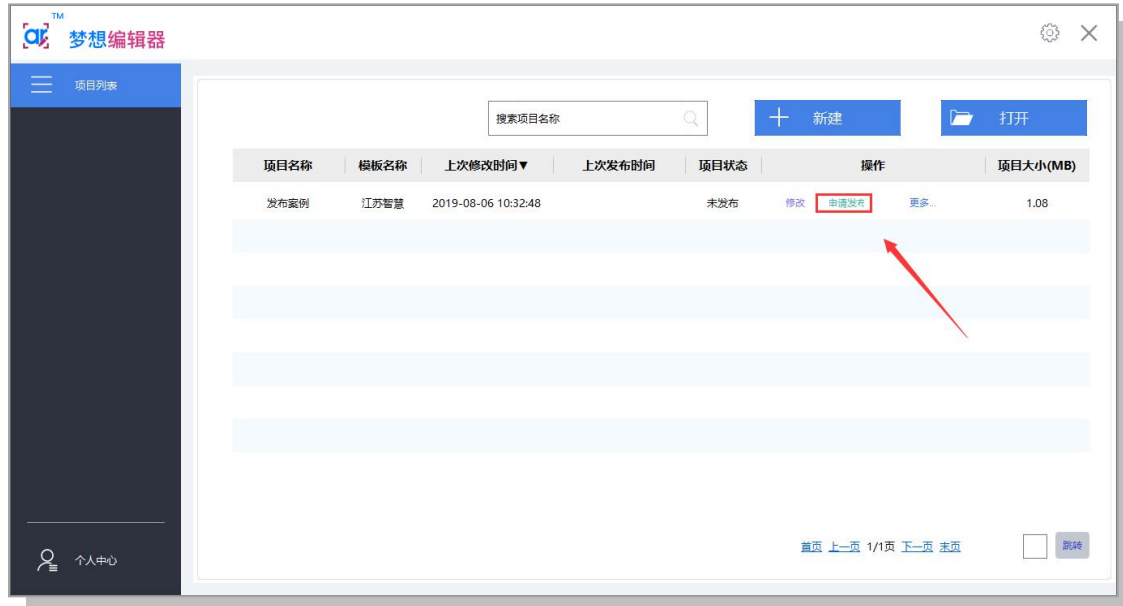 TM
ar 梦想编辑器
项目列表
搜索项目名称 新建 打开
项目名称 模板名称 上次修改时间▼ 上次发布时间 项目状态 操作 项目大小(MB)
发布案例 江苏智慧 2019-08-06 10:32:48 未发布 修改 申请发布 更多... 1.08
首页 上一页 1/1页 下一页 末页 跳转
个人中心